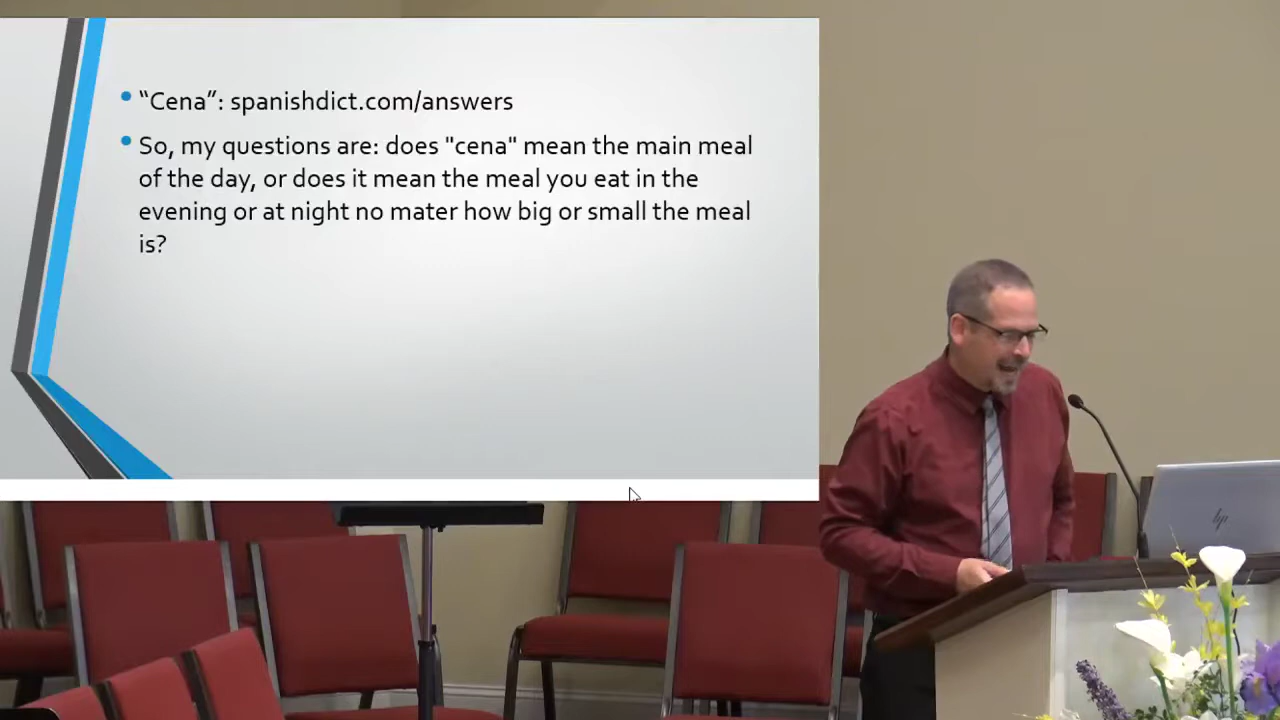 • “Cena”: spanishdict.com/answers
• So, my questions are: does "cena" mean the main meal
of the day, or does it mean the meal you eat in the
evening or at night no mater how big or small the meal
is?
hp